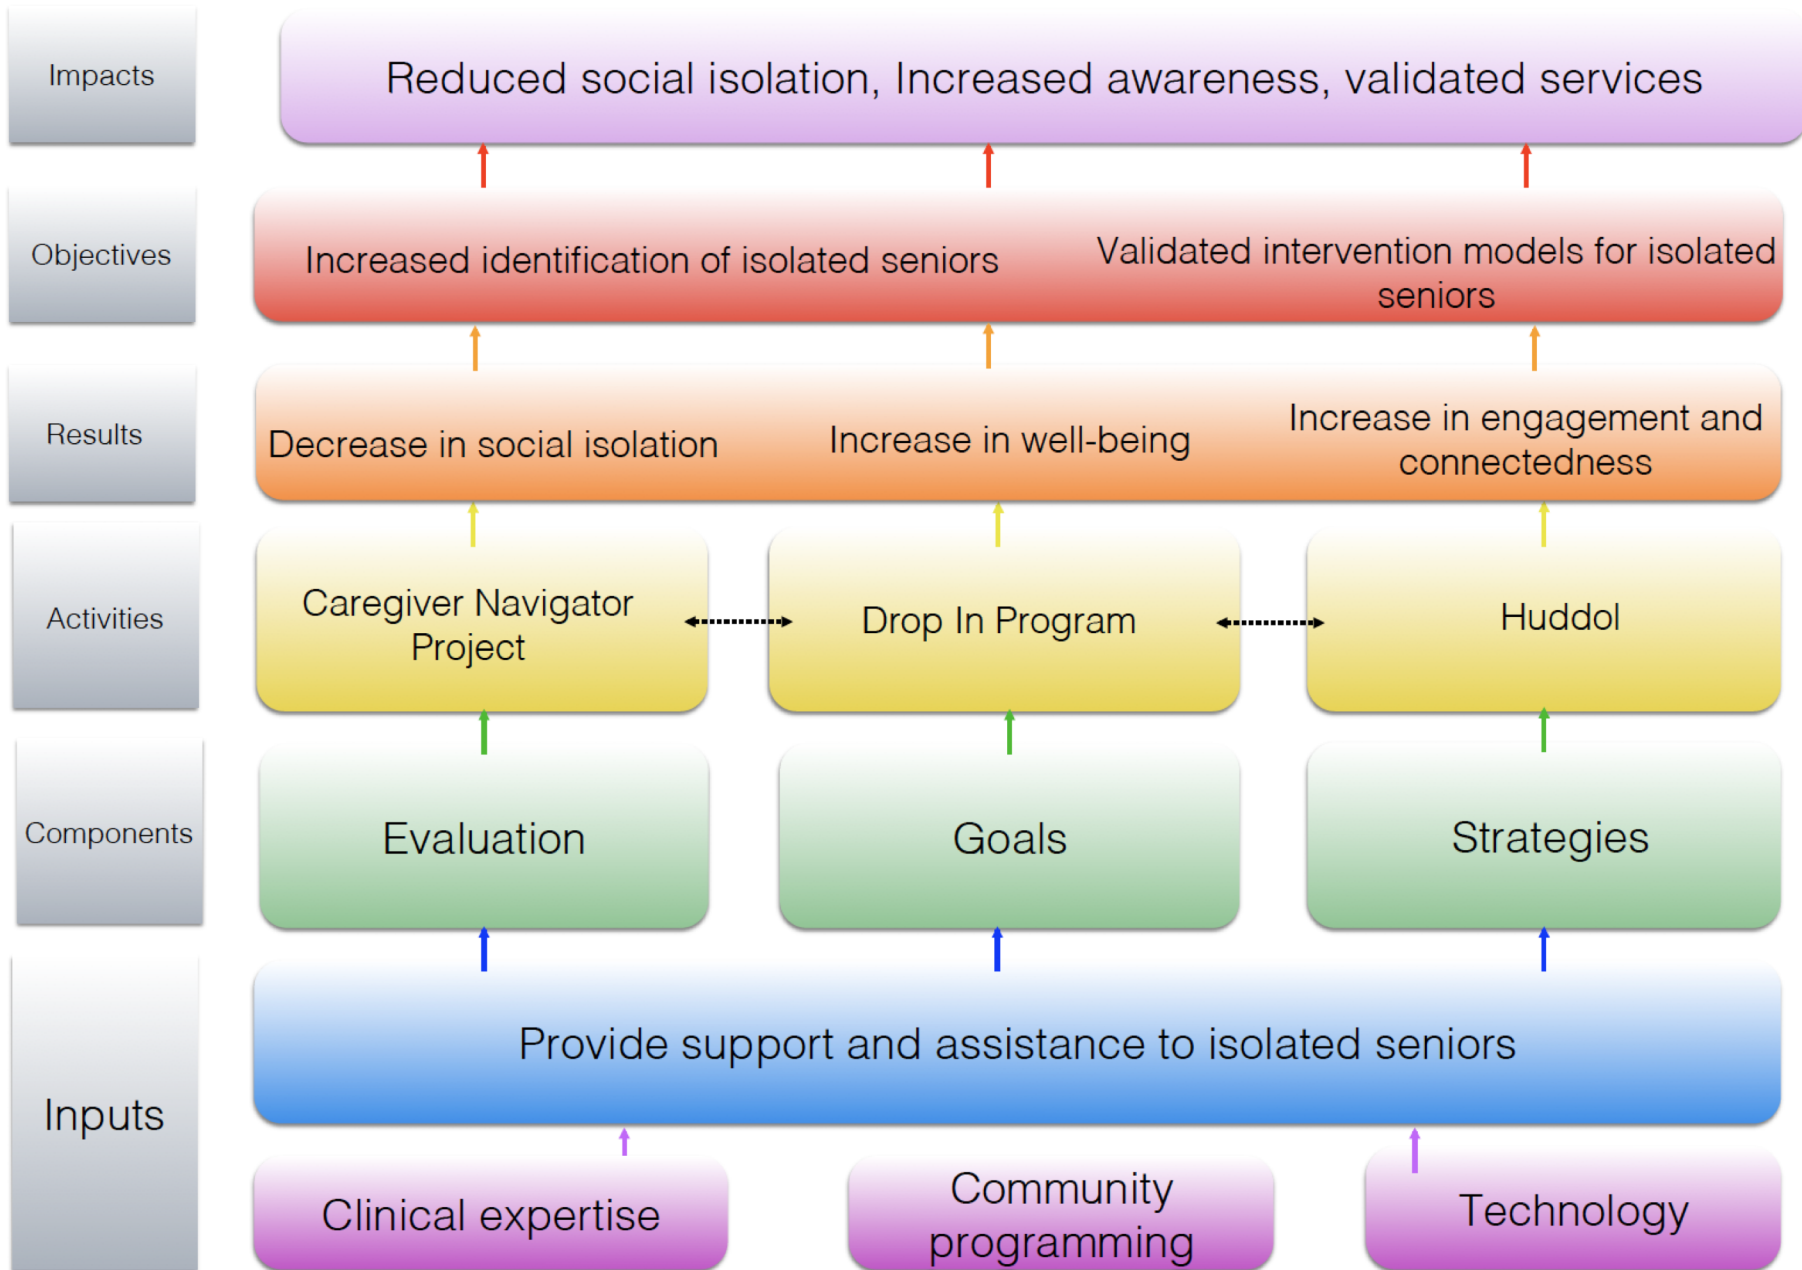 Impacts
Reduced social isolation, Increased awareness, validated services
Objectives
Increased identification of isolated seniors
Validated intervention models for isolated
seniors
Results
Decrease in social isolation
Increase in well-being
Increase in engagement and
connectedness
Activities
Caregiver Navigator
Project
Drop In Program
Huddol
Components
Evaluation
Goals
Strategies
Inputs
Provide support and assistance to isolated seniors
Clinical expertise
Community
programming
Technology